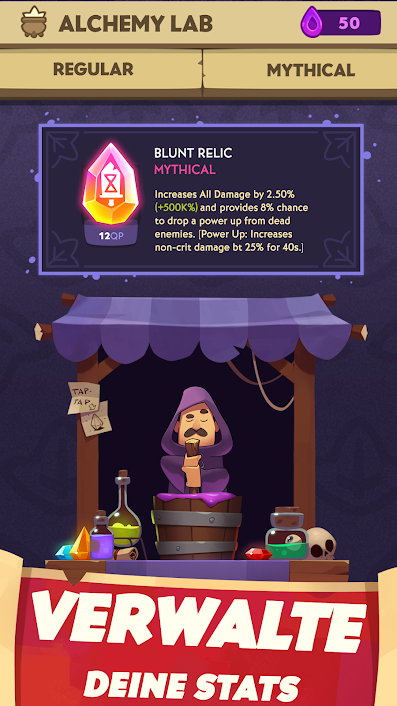 ALCHEMY LAB
50
REGULAR
MYTHICAL
BLUNT RELIC
MYTHICAL
Increases All Damage by 2.50%
(+500K%) and provides 8% chance
to drop a power up from dead
enemies. [Power Up: Increases
non-crit damage bt 25% for 40s.]
12QP
TAP-
TAP
VERWALTE
DEINE STATS